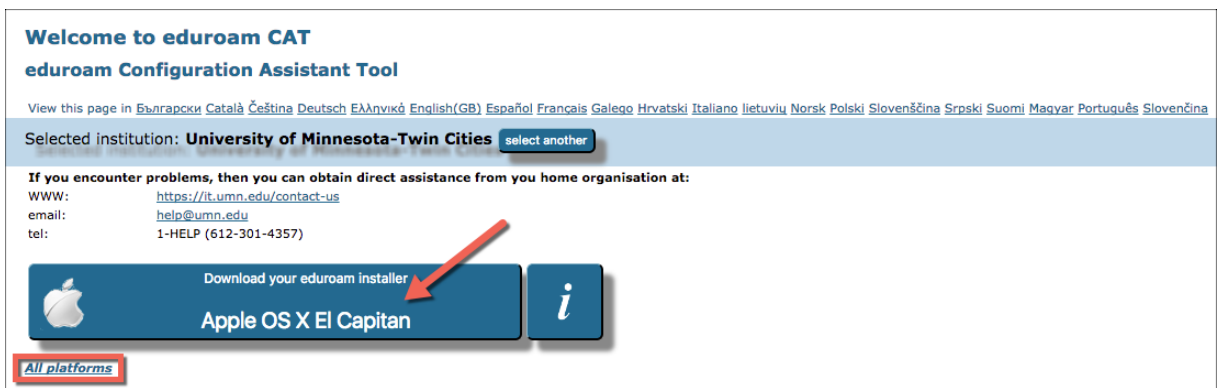 Welcome to eduroam CAT
eduroam Configuration Assistant Tool
View this page in Български Català Čeština Deutsch Ελληνικά English(GB) Español Français Galego Hrvatski Italiano lietuvių Norsk Polski Slovenščina Srpski Suomi Magyar Português Slovenčina
Selected institution: University of Minnesota-Twin Cities select another
If you encounter problems, then you can obtain direct assistance from you home organisation at:
WWW: https://it.umn.edu/contact-us
email: help@umn.edu
tel: 1-HELP (612-301-4357)
Download your eduroam installer
Apple OS X El Capitan
i
All platforms